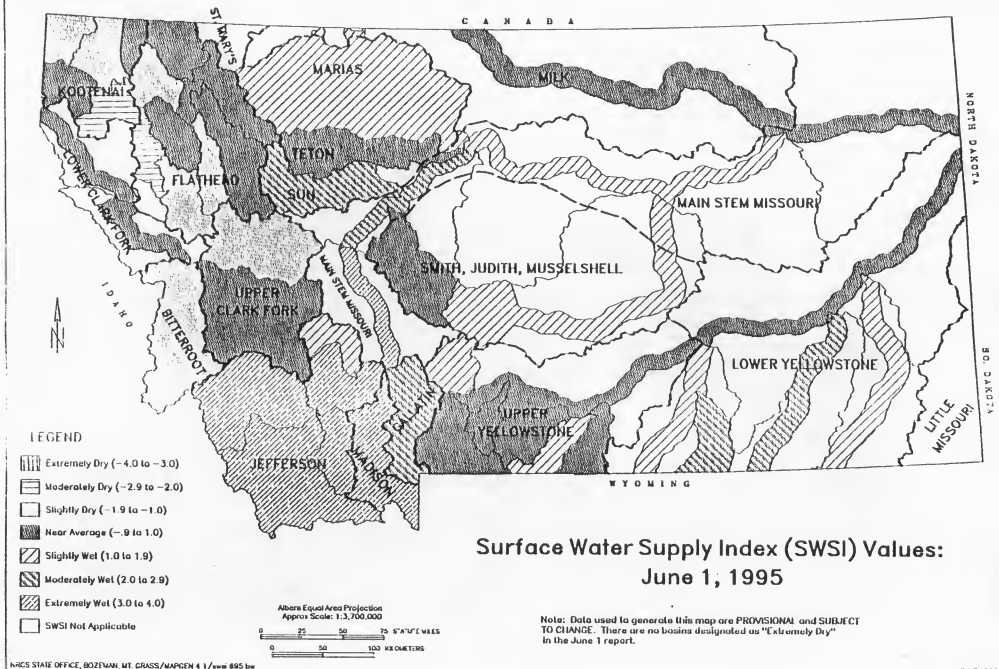 CANADA
ST. MARY'S
MARIAS
MILK
KOOTENAI
NORTH DAKOTA
TETON
LOWER CLARK FORK
FLATHEAD
SUN
MAIN STEM MISSOURI
SMITH, JUDITH, MUSSELSHELL
MAIN STEM MISSOURI
IDAHO
N
UPPER
CLARK FORK
BITTERROOT
LOWER YELLOWSTONE
SO. DAKOTA
GALLATIN
UPPER
YELLOWSTONE
LITTLE
MISSOURI
JEFFERSON
MADISON
WYOMING
LEGEND
Extremely Dry (-4.0 to -3.0)
Moderately Dry (-2.9 to -2.0)
Slightly Dry (-1.9 to -1.0)
Near Average (-.9 to 1.0)
Slightly Wet (1.0 to 1.9)
Moderately Wet (2.0 to 2.9)
Extremely Wet (3.0 to 4.0)
SWSI Not Applicable
Surface Water Supply Index (SWSI) Values:
June 1, 1995
Albers Equal Area Projection
Approx Scale: 1:3,700,000
0 25 50 75 STATUTE MILES
0 50 100 KILOMETERS
Note: Data used to generate this map are PROVISIONAL and SUBJECT
TO CHANGE. There are no basins designated as "Extremely Dry"
in the June 1 report.
NRCS STATE OFFICE, BOZEMAN, MT. GRASS/MAPGEN 4.1/swsi 695 bw